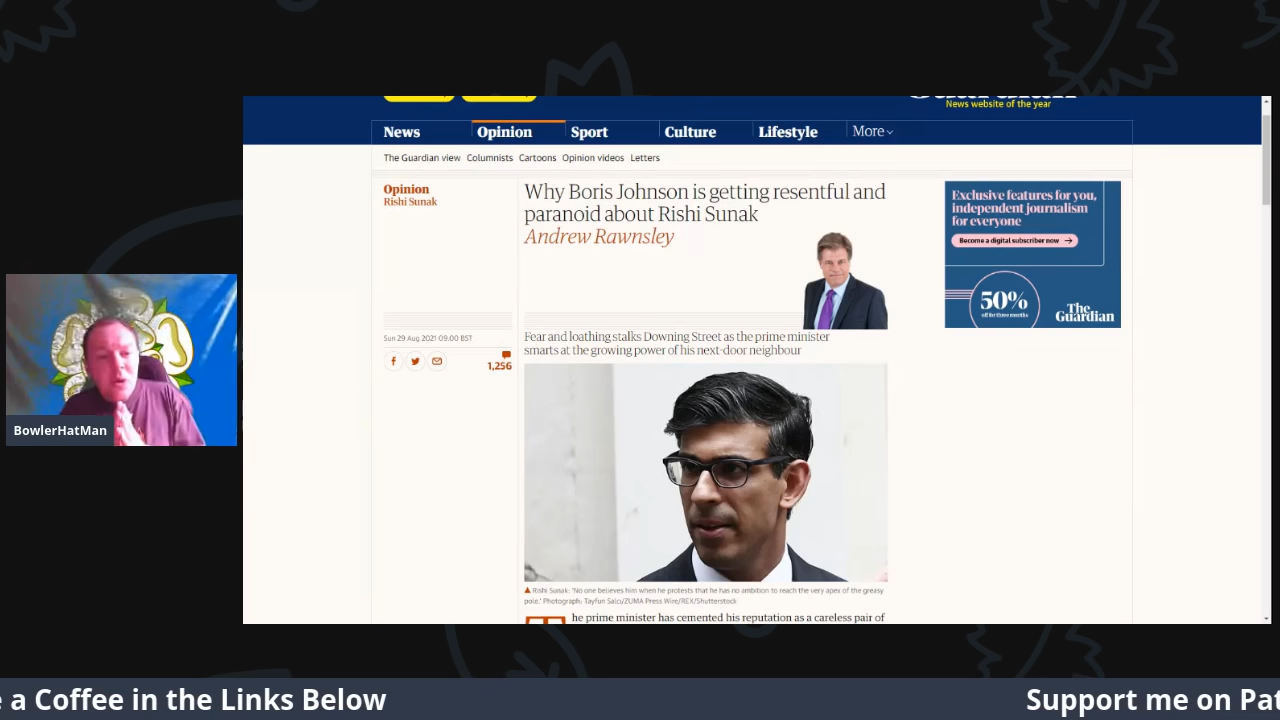 News website of the year
News
Opinion
Sport
Culture
Lifestyle
More
The Guardian view
Columnists
Cartoons
Opinion videos
Letters
Opinion
Rishi Sunak
Why Boris Johnson is getting resentful and
paranoid about Rishi Sunak
Andrew Rawnsley
Sun 29 Aug 2021 09.00 BST
1,256
Fear and loathing stalks Downing Street as the prime minister
smarts at the growing power of his next-door neighbour
Rishi Sunak: 'No one believes him when he protests that he has no ambition to reach the very apex of the greasy
pole.' Photograph: Tayfun Salcı/ZUMA Press Wire/REX/Shutterstock
The prime minister has cemented his reputation as a careless pair of
Exclusive features for you,
independent journalism
for everyone
Become a digital subscriber now
50%
off for three months
The
Guardian
BowlerHatMan
a Coffee in the Links Below
Support me on